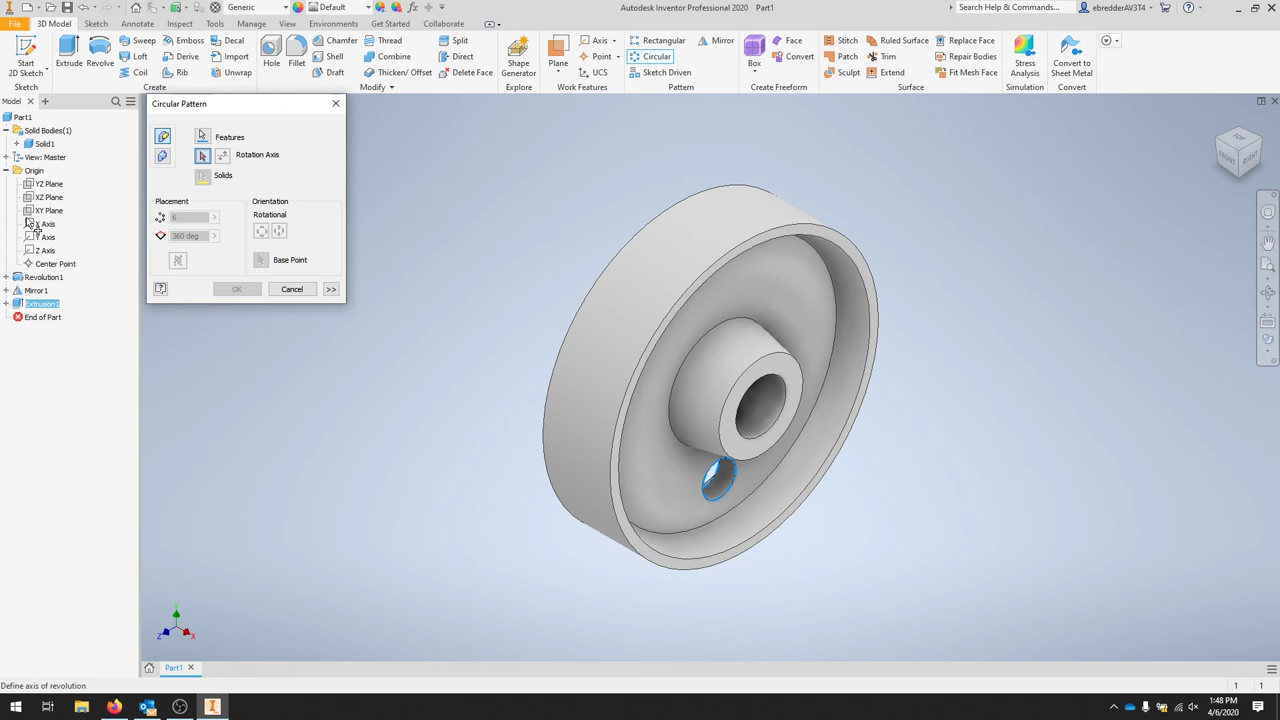 Generic
Default
Autodesk Inventor Professional 2020 Part1
Search Help & Commands...
ebredderAV3T4
File
3D Model
Sketch
Annotate
Inspect
Tools
Manage
View
Environments
Get Started
Collaborate
Start
2D Sketch
Extrude
Revolve
Sweep
Emboss
Decal
Loft
Derive
Import
Coil
Rib
Unwrap
Hole
Fillet
Chamfer
Thread
Split
Shell
Combine
Direct
Draft
Thicken/ Offset
Delete Face
Shape
Generator
Plane
Axis
Point
UCS
Rectangular
Mirror
Circular
Sketch Driven
Box
Face
Convert
Stitch
Ruled Surface
Replace Face
Patch
Trim
Repair Bodies
Sculpt
Extend
Fit Mesh Face
Stress
Analysis
Convert to
Sheet Metal
Sketch
Create
Modify
Explore
Work Features
Pattern
Create Freeform
Surface
Simulation
Convert
Model
Part1
Solid Bodies(1)
Solid1
View: Master
Origin
YZ Plane
XZ Plane
XY Plane
X Axis
Y Axis
Z Axis
Center Point
Revolution1
Mirror1
Extrusion1
End of Part
Circular Pattern
Features
Rotation Axis
Solids
Placement
6
360 deg
Orientation
Rotational
Base Point
OK
Cancel
>>
TOP
FRONT
RIGHT
Y
Z
X
Part1
Define axis of revolution
1
1
1:48 PM
4/6/2020